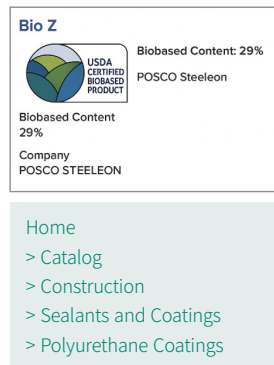 Bio Z
USDA
CERTIFIED
BIOBASED
PRODUCT
Biobased Content: 29%
POSCO Steeleon
Biobased Content
29%
Company
POSCO STEELEON
Home
> Catalog
> Construction
> Sealants and Coatings
> Polyurethane Coatings